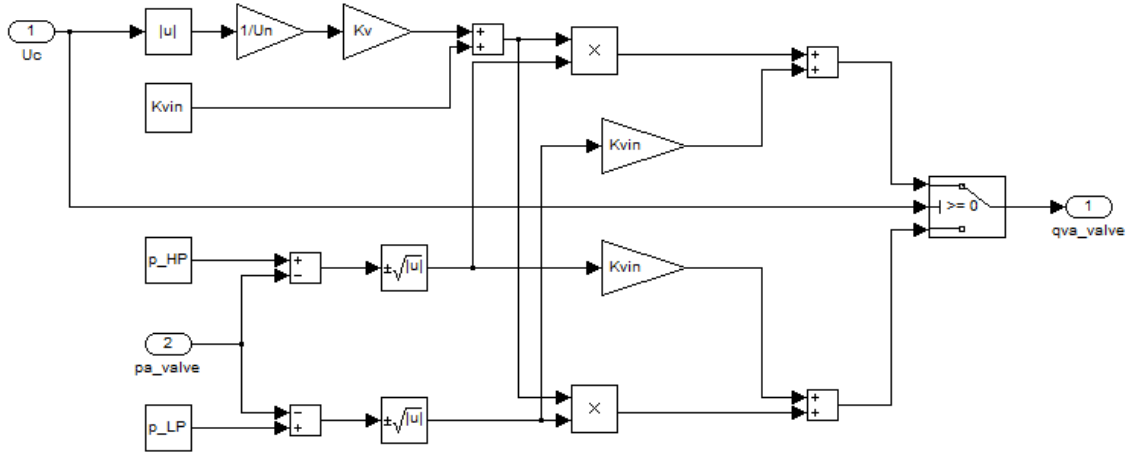 1
Uc
|u|
1/Un
Kv
+
+
×
+
+
Kvin
Kvin
>= 0
1
qva_valve
p_HP
+
−
±√|u|
Kvin
2
pa_valve
p_LP
−
+
±√|u|
×
+
+